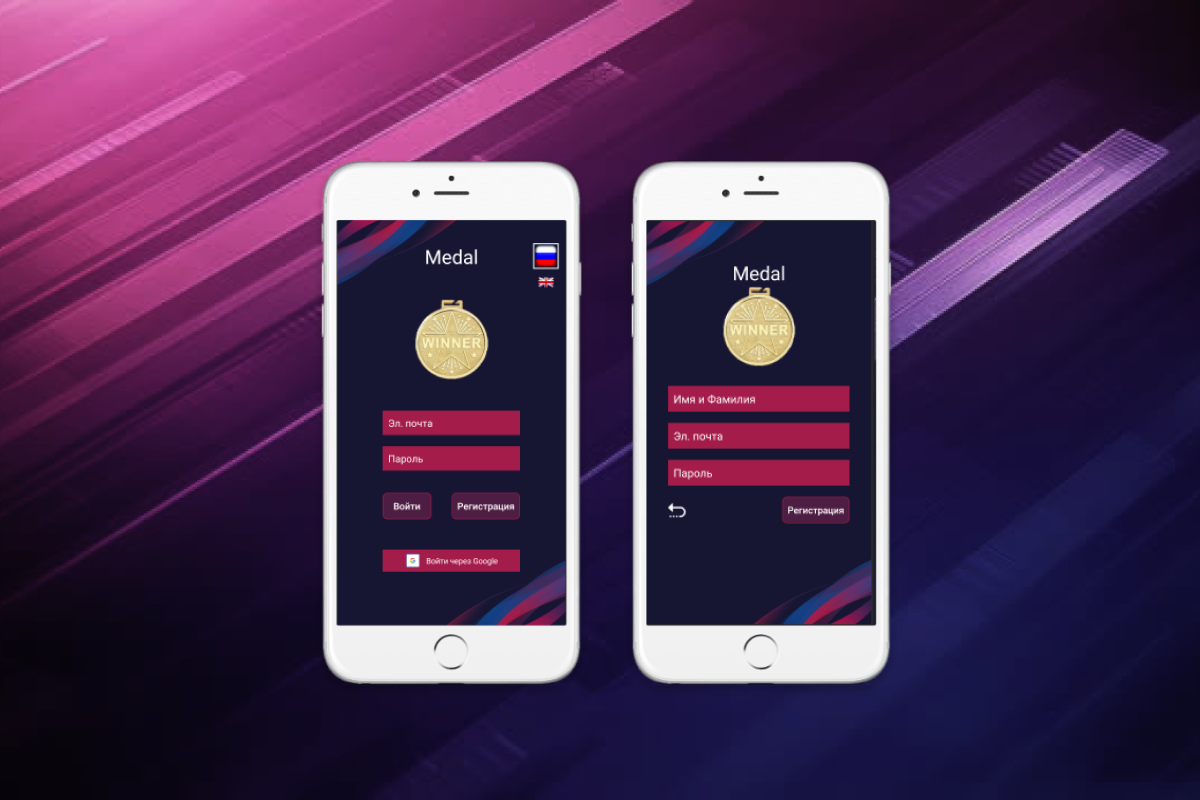 Medal
WINNER
Эл. почта
Пароль
Войти
Регистрация
G Войти через Google
Medal
WINNER
Имя и Фамилия
Эл. почта
Пароль
Регистрация